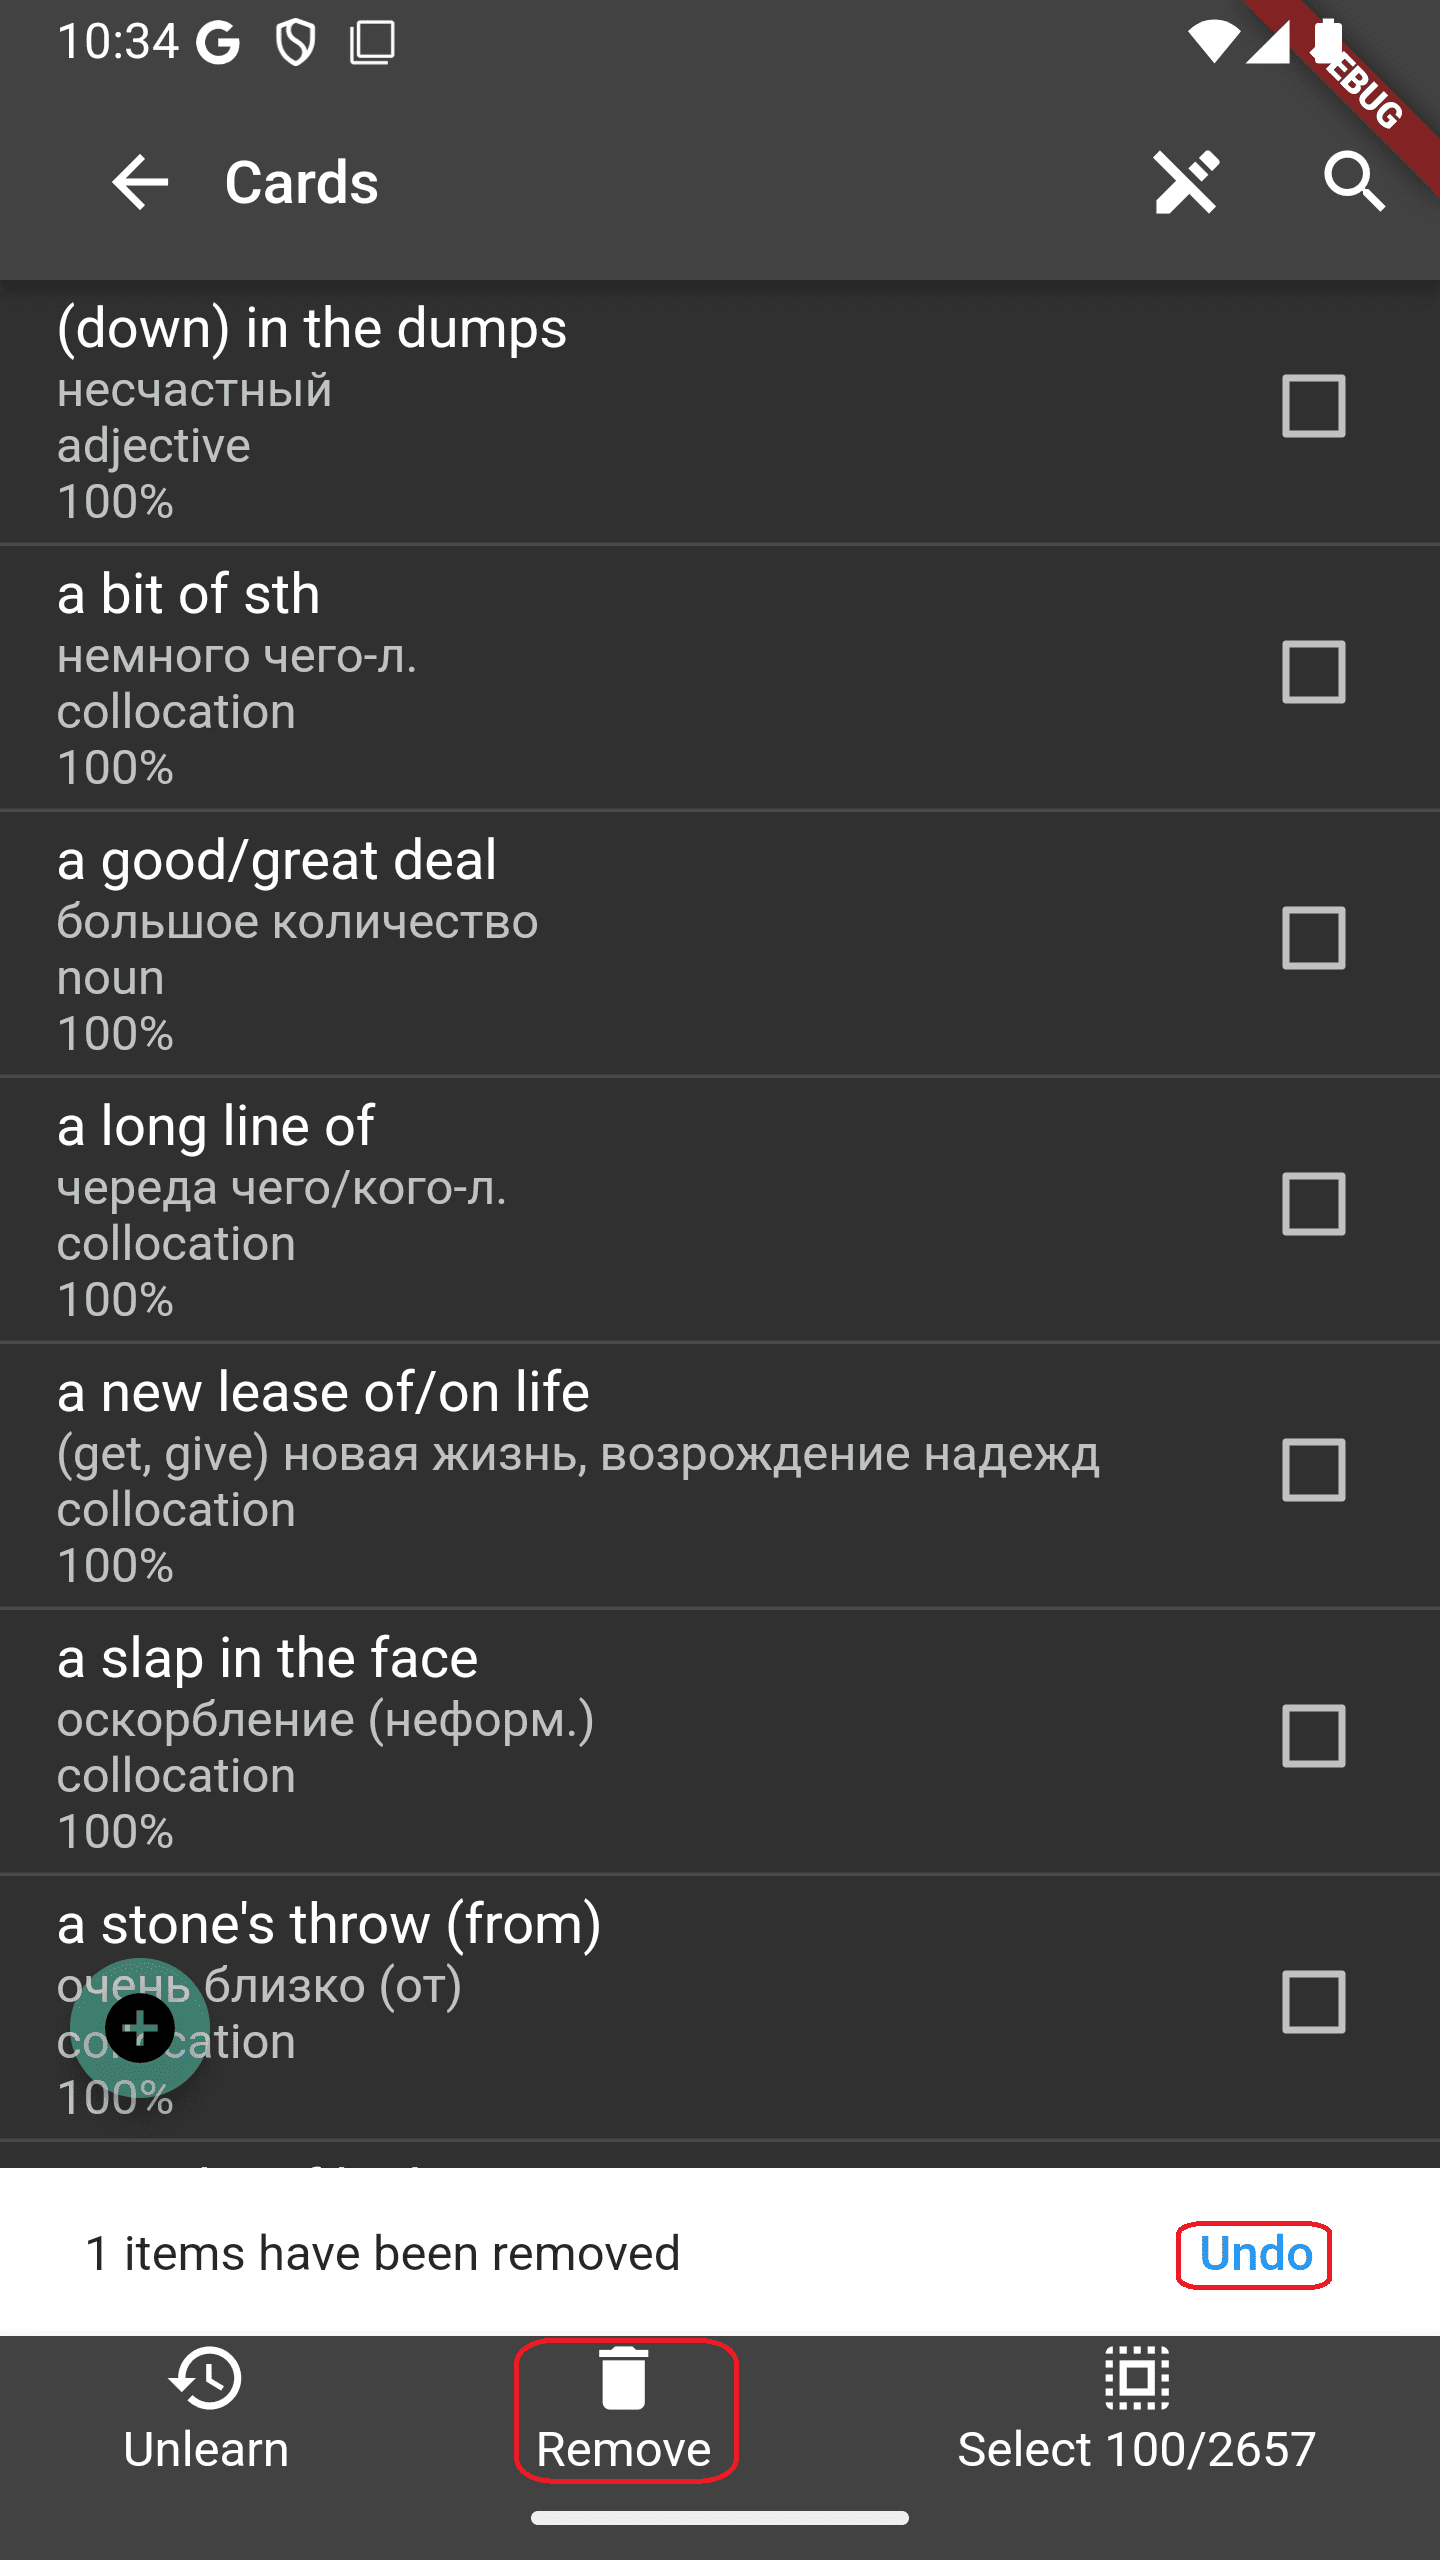 10:34
EBUG
Cards
(down) in the dumps
несчастный
adjective
100%
a bit of sth
немного чего-л.
collocation
100%
a good/great deal
большое количество
noun
100%
a long line of
череда чего/кого-л.
collocation
100%
a new lease of/on life
(get, give) новая жизнь, возрождение надежд
collocation
100%
a slap in the face
оскорбление (неформ.)
collocation
100%
a stone's throw (from)
очень близко (от)
collocation
100%
1 items have been removed
Undo
Unlearn
Remove
Select 100/2657